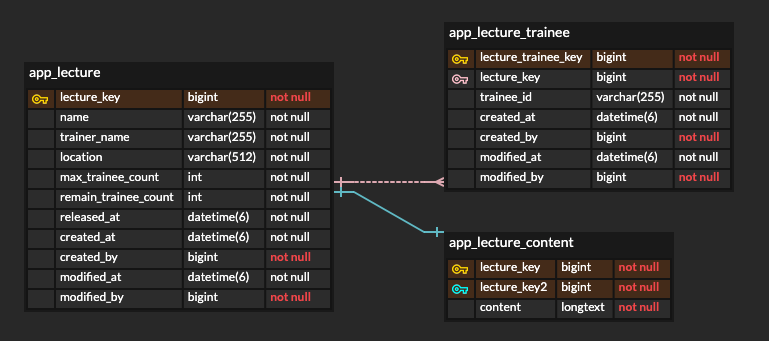 app_lecture
lecture_key bigint not null
name varchar(255) not null
trainer_name varchar(255) not null
location varchar(512) not null
max_trainee_count int not null
remain_trainee_count int not null
released_at datetime(6) not null
created_at datetime(6) not null
created_by bigint not null
modified_at datetime(6) not null
modified_by bigint not null
app_lecture_trainee
lecture_trainee_key bigint not null
lecture_key bigint not null
trainee_id varchar(255) not null
created_at datetime(6) not null
created_by bigint not null
modified_at datetime(6) not null
modified_by bigint not null
app_lecture_content
lecture_key bigint not null
lecture_key2 bigint not null
content longtext not null